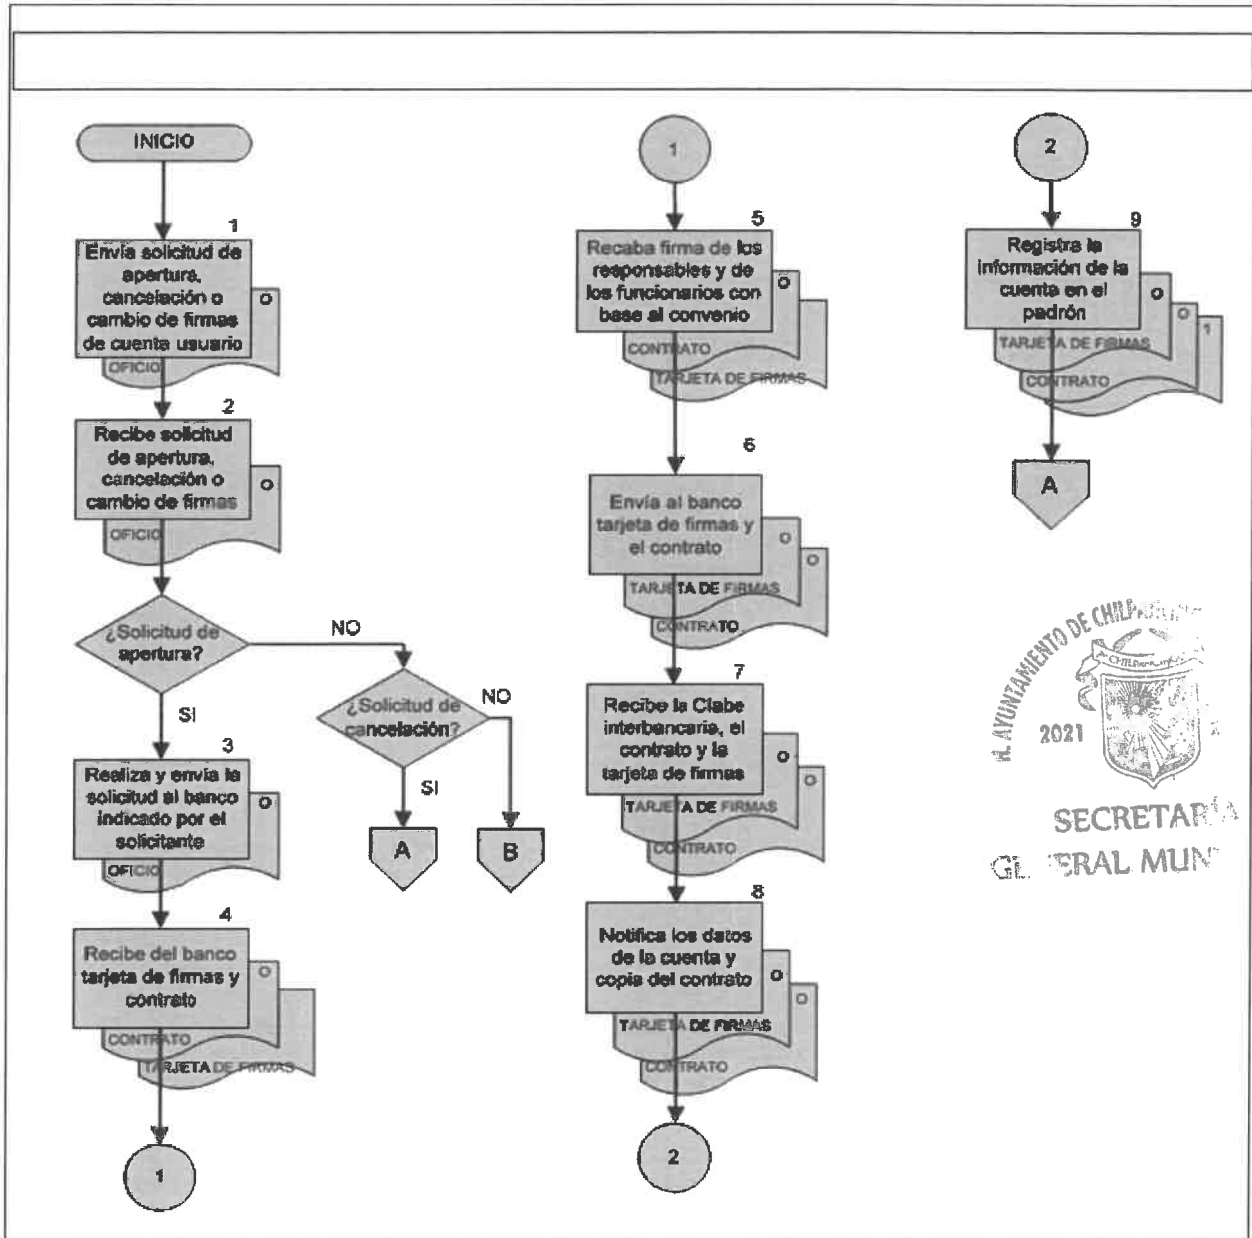 INICIO
1
Envía solicitud de
apertura,
cancelación o
cambio de firmas
de cuenta usuario
O
OFICIO
2
Recibe solicitud
de apertura,
cancelación o
cambio de firmas
O
OFICIO
¿Solicitud de
apertura?
NO
SI
¿Solicitud de
cancelación?
NO
SI
A
B
3
Realiza y envía la
solicitud al banco
indicado por el
solicitante
O
OFICIO
4
Recibe del banco
tarjeta de firmas y
contrato
O
CONTRATO
TARJETA DE FIRMAS
1
1
5
Recaba firma de los
responsables y de
los funcionarios con
base al convenio
O
CONTRATO
TARJETA DE FIRMAS
6
Envía al banco
tarjeta de firmas y
el contrato
O
O
TARJETA DE FIRMAS
CONTRATO
7
Recibe la Clabe
interbancaria, el
contrato y la
tarjeta de firmas
O
O
TARJETA DE FIRMAS
CONTRATO
8
Notifica los datos
de la cuenta y
copia del contrato
O
O
TARJETA DE FIRMAS
CONTRATO
2
2
9
Registra la
información de la
cuenta en el
padrón
O
O
1
TARJETA DE FIRMAS
CONTRATO
A
H. AYUNTAMIENTO DE
2021
SECRETARÍA